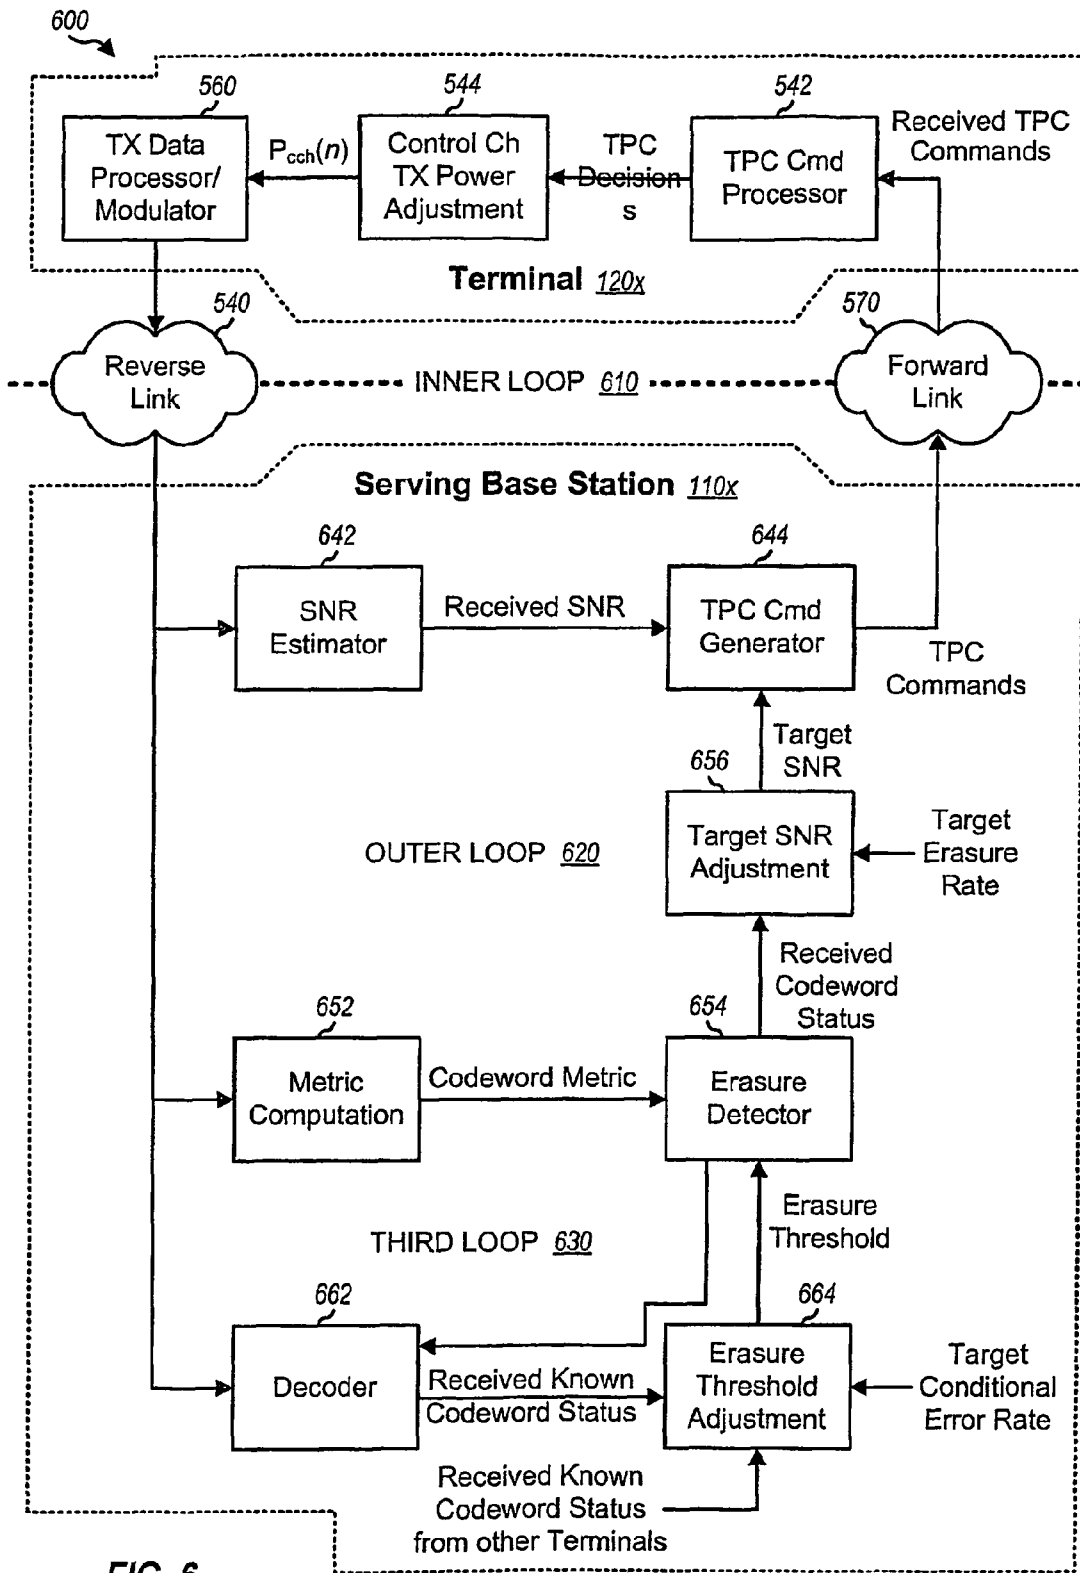 600
560
544
542
TX Data
Processor/
Modulator
Pcch(n)
Control Ch
TX Power
Adjustment
TPC
Decision
s
TPC Cmd
Processor
Received TPC
Commands
Terminal 120x
540
570
Reverse
Link
INNER LOOP 610
Forward
Link
Serving Base Station 110x
642
644
SNR
Estimator
Received SNR
TPC Cmd
Generator
TPC
Commands
Target
SNR
656
OUTER LOOP 620
Target SNR
Adjustment
Target
Erasure
Rate
Received
Codeword
Status
652
654
Metric
Computation
Codeword Metric
Erasure
Detector
Erasure
Threshold
THIRD LOOP 630
662
664
Decoder
Received Known
Codeword Status
Erasure
Threshold
Adjustment
Target
Conditional
Error Rate
Received Known
Codeword Status
from other Terminals
FIG. 6